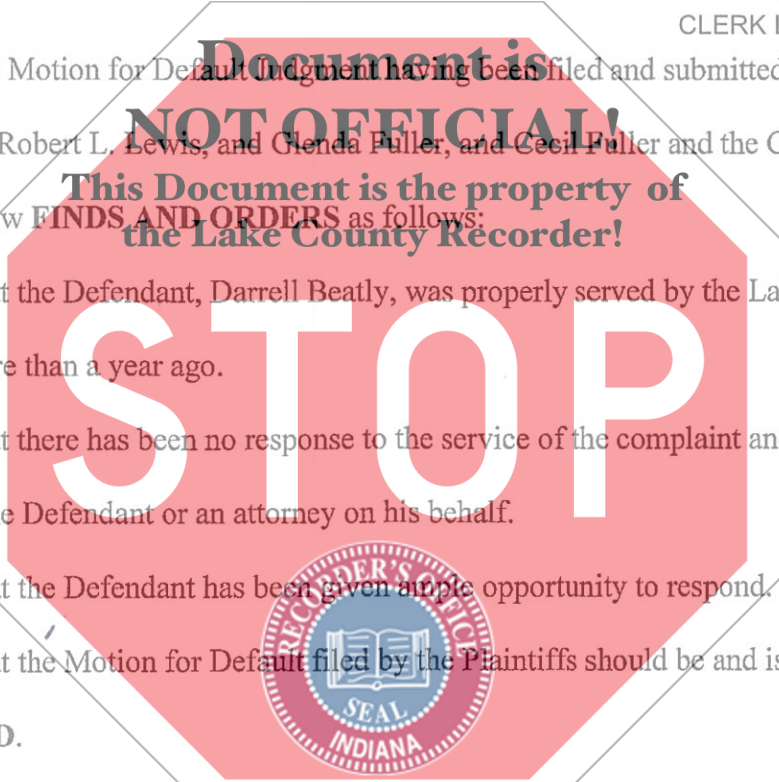 CLERK L
Document is
Motion for Default Judgment having been filed and submitted
NOT OFFICIAL!
Robert L. Lewis, and Glenda Fuller, and Cecil Fuller and the C
This Document is the property of
w FINDS AND ORDERS as follows:
the Lake County Recorder!
t the Defendant, Darrell Beatly, was properly served by the La
re than a year ago.
STOP
t there has been no response to the service of the complaint an
e Defendant or an attorney on his behalf.
t the Defendant has been given ample opportunity to respond.
t the Motion for Default filed by the Plaintiffs should be and is
D.
RECORDER'S OFFICE
SEAL
INDIANA